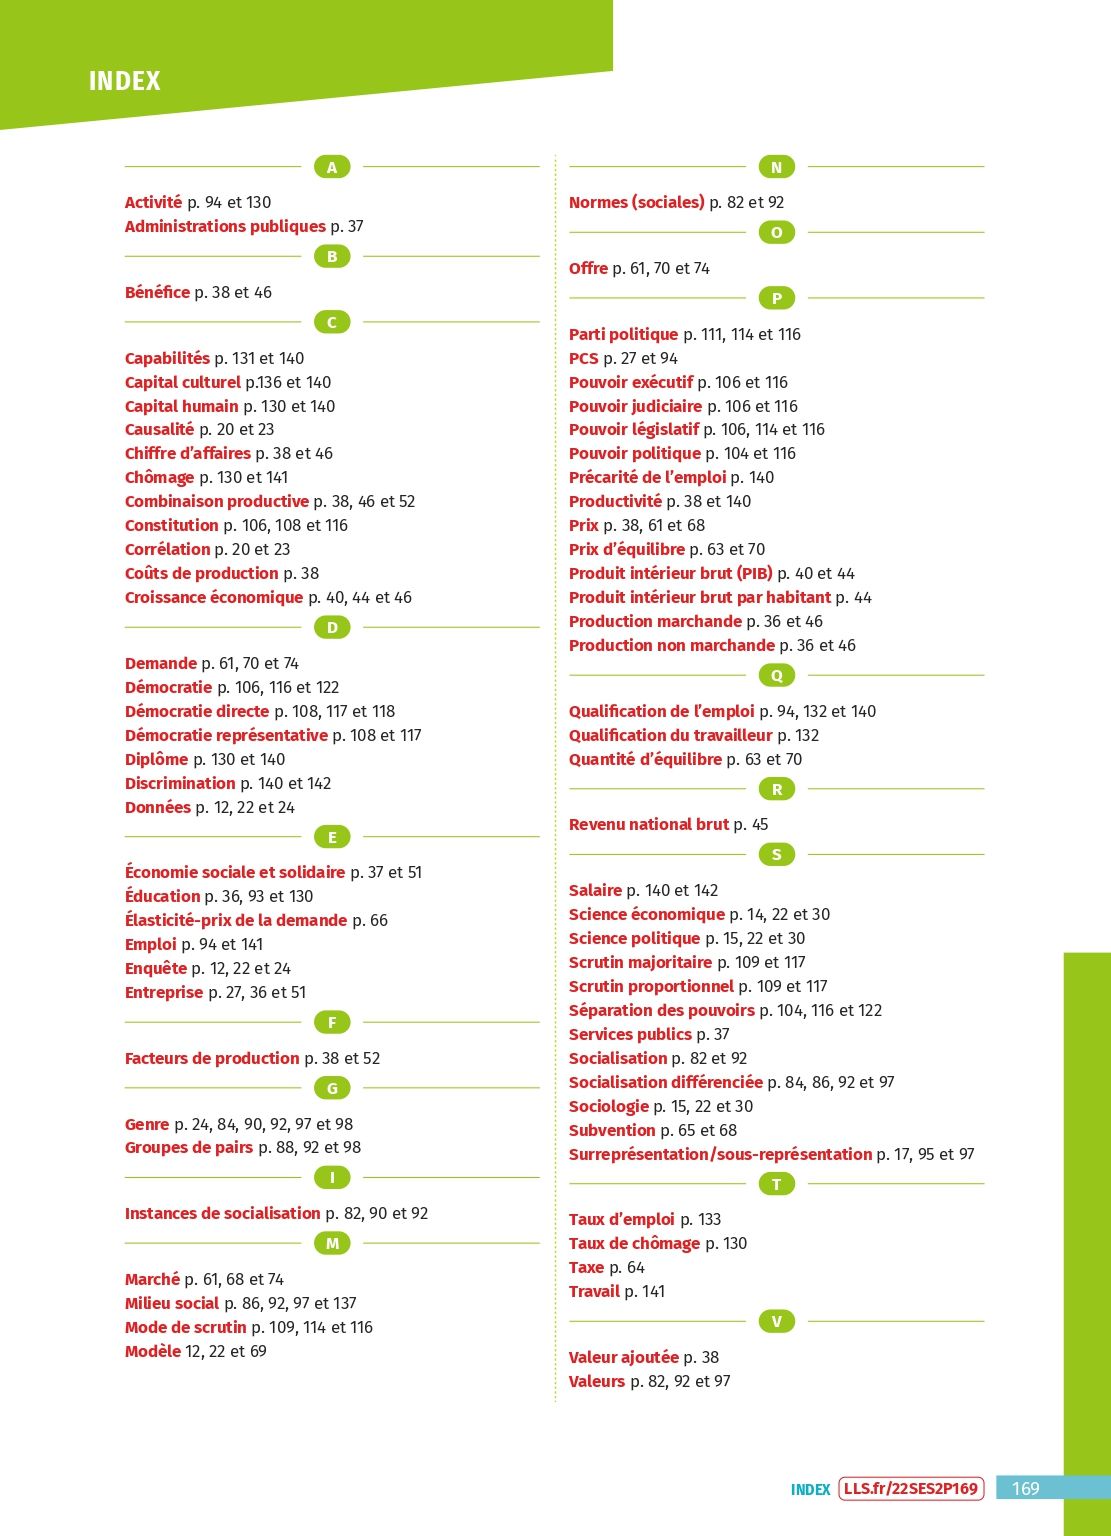 INDEX
A
Activité p. 94 et 130
Administrations publiques p. 37
B
Bénéfice p. 38 et 46
C
Capabilités p. 131 et 140
Capital culturel p.136 et 140
Capital humain p. 130 et 140
Causalité p. 20 et 23
Chiffre d’affaires p. 38 et 46
Chômage p. 130 et 141
Combinaison productive p. 38, 46 et 52
Constitution p. 106, 108 et 116
Corrélation p. 20 et 23
Coûts de production p. 38
Croissance économique p. 40, 44 et 46
D
Demande p. 61, 70 et 74
Démocratie p. 106, 116 et 122
Démocratie directe p. 108, 117 et 118
Démocratie représentative p. 108 et 117
Diplôme p. 130 et 140
Discrimination p. 140 et 142
Données p. 12, 22 et 24
E
Économie sociale et solidaire p. 37 et 51
Éducation p. 36, 93 et 130
Élasticité-prix de la demande p. 66
Emploi p. 94 et 141
Enquête p. 12, 22 et 24
Entreprise p. 27, 36 et 51
F
Facteurs de production p. 38 et 52
G
Genre p. 24, 84, 90, 92, 97 et 98
Groupes de pairs p. 88, 92 et 98
I
Instances de socialisation p. 82, 90 et 92
M
Marché p. 61, 68 et 74
Milieu social p. 86, 92, 97 et 137
Mode de scrutin p. 109, 114 et 116
Modèle 12, 22 et 69
N
Normes (sociales) p. 82 et 92
O
Offre p. 61, 70 et 74
P
Parti politique p. 111, 114 et 116
PCS p. 27 et 94
Pouvoir exécutif p. 106 et 116
Pouvoir judiciaire p. 106 et 116
Pouvoir législatif p. 106, 114 et 116
Pouvoir politique p. 104 et 116
Précarité de l’emploi p. 140
Productivité p. 38 et 140
Prix p. 38, 61 et 68
Prix d’équilibre p. 63 et 70
Produit intérieur brut (PIB) p. 40 et 44
Produit intérieur brut par habitant p. 44
Production marchande p. 36 et 46
Production non marchande p. 36 et 46
Q
Qualification de l’emploi p. 94, 132 et 140
Qualification du travailleur p. 132
Quantité d’équilibre p. 63 et 70
R
Revenu national brut p. 45
S
Salaire p. 140 et 142
Science économique p. 14, 22 et 30
Science politique p. 15, 22 et 30
Scrutin majoritaire p. 109 et 117
Scrutin proportionnel p. 109 et 117
Séparation des pouvoirs p. 104, 116 et 122
Services publics p. 37
Socialisation p. 82 et 92
Socialisation différenciée p. 84, 86, 92 et 97
Sociologie p. 15, 22 et 30
Subvention p. 65 et 68
Surreprésentation/sous-représentation p. 17, 95 et 97
T
Taux d’emploi p. 133
Taux de chômage p. 130
Taxe p. 64
Travail p. 141
V
Valeur ajoutée p. 38
Valeurs p. 82, 92 et 97
INDEX LLS.fr/22SES2P169 169